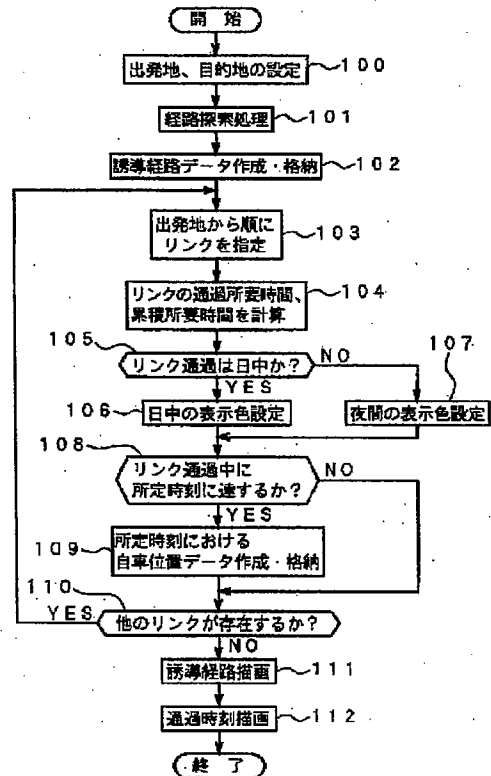 開 始
出発地、目的地の設定
100
経路探索処理
101
誘導経路データ作成・格納
102
出発地から順に
リンクを指定
103
リンクの通過所要時間、
累積所要時間を計算
104
105
リンク通過は日中か?
NO
107
YES
106
日中の表示色設定
夜間の表示色設定
108
リンク通過中に
所定時刻に達するか?
NO
YES
109
所定時刻における
自車位置データ作成・格納
110
YES
他のリンクが存在するか?
NO
誘導経路描画
111
通過時刻描画
112
終 了